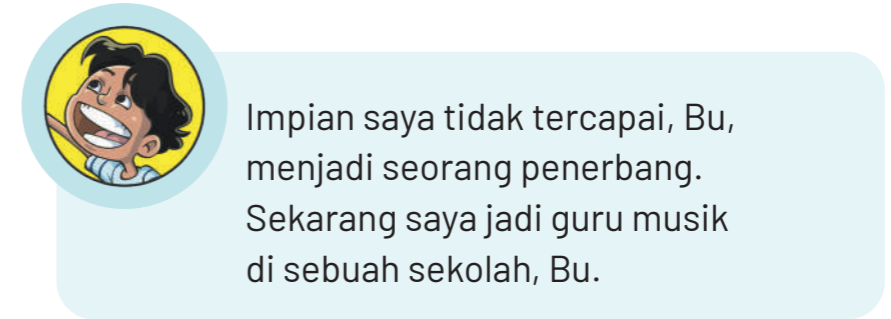 Impian saya tidak tercapai, Bu,
menjadi seorang penerbang.
Sekarang saya jadi guru musik
di sebuah sekolah, Bu.